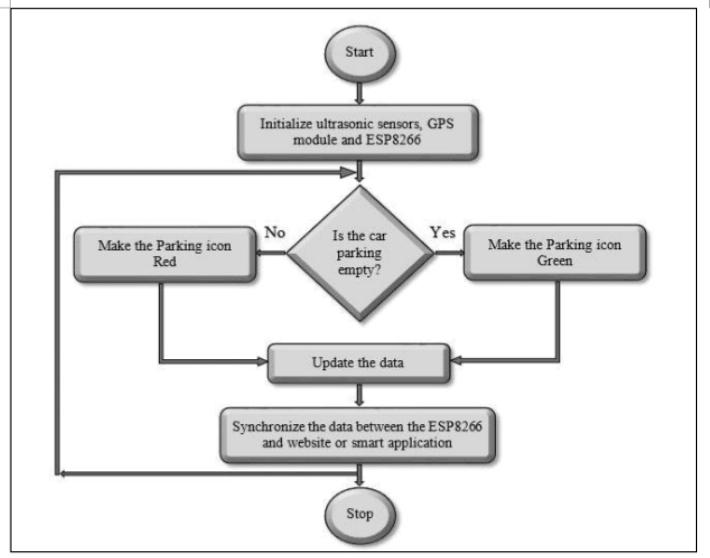 Start
Initialize ultrasonic sensors, GPS
module and ESP8266
No
Yes
Make the Parking icon
Red
Is the car
parking
empty?
Make the Parking icon
Green
Update the data
Synchronize the data between the ESP8266
and website or smart application
Stop